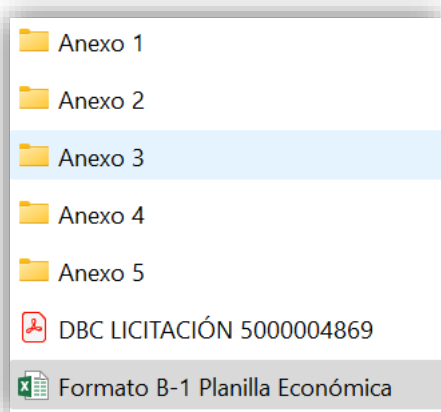 Anexo 1
Anexo 2
Anexo 3
Anexo 4
Anexo 5
DBC LICITACIÓN 5000004869
Formato B-1 Planilla Económica